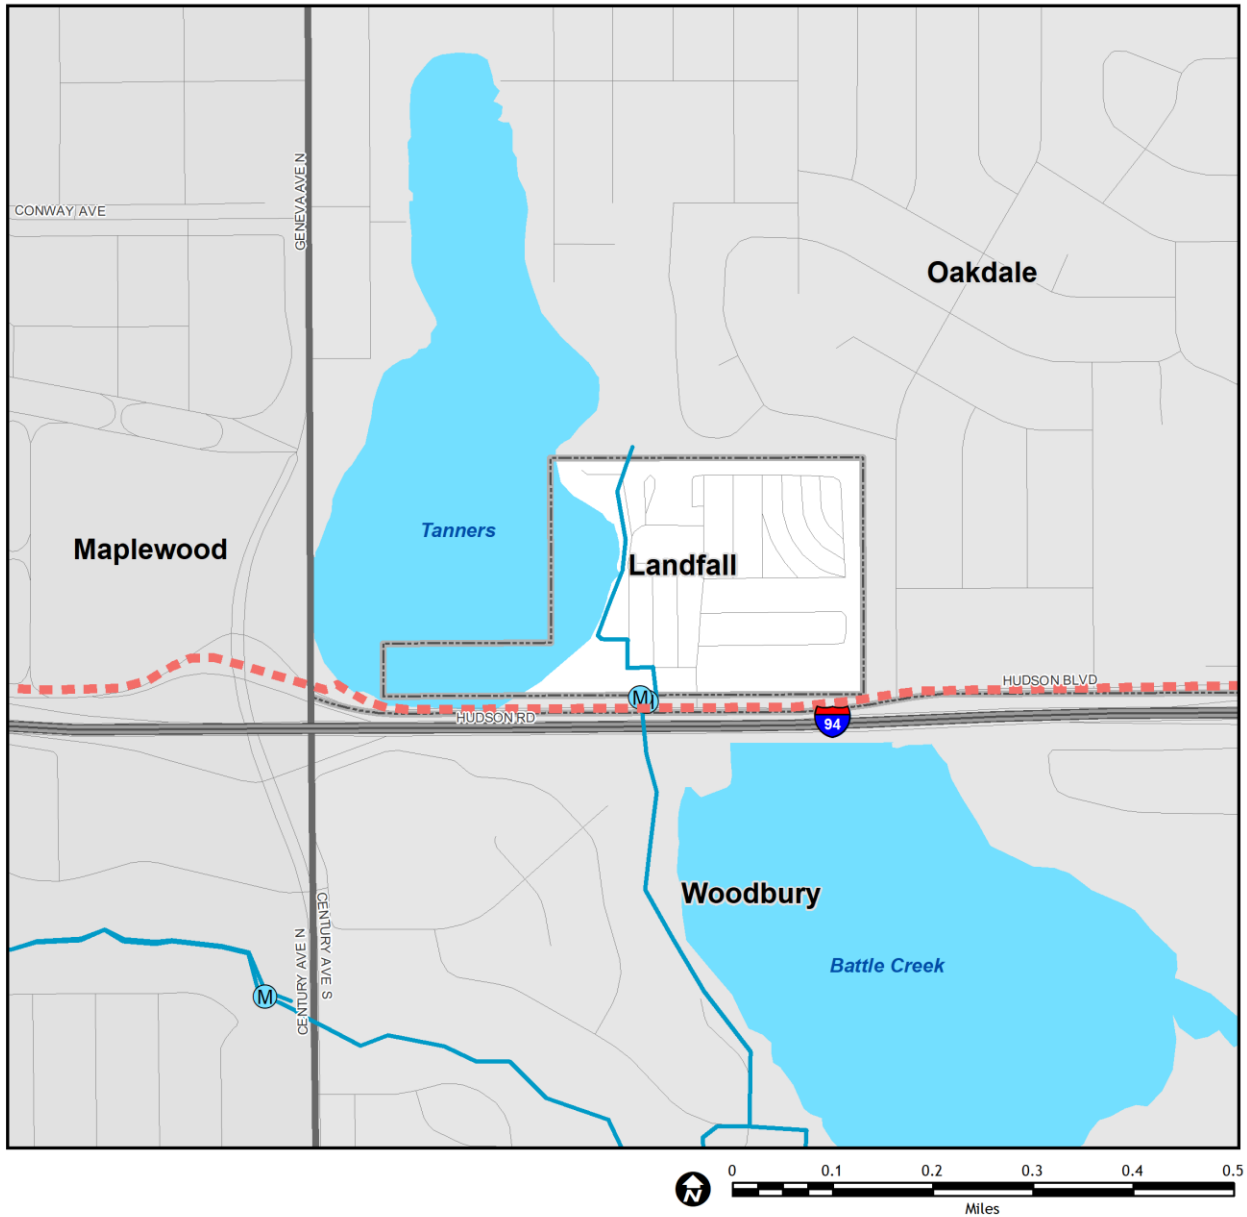 CONWAY AVE
GENEVA AVE N
Oakdale
Tanners
Maplewood
Landfall
HUDSON BLVD
M
HUDSON RD
94
Woodbury
CENTURY AVE S
CENTURY AVE N
Battle Creek
M
N
0 0.1 0.2 0.3 0.4 0.5
Miles